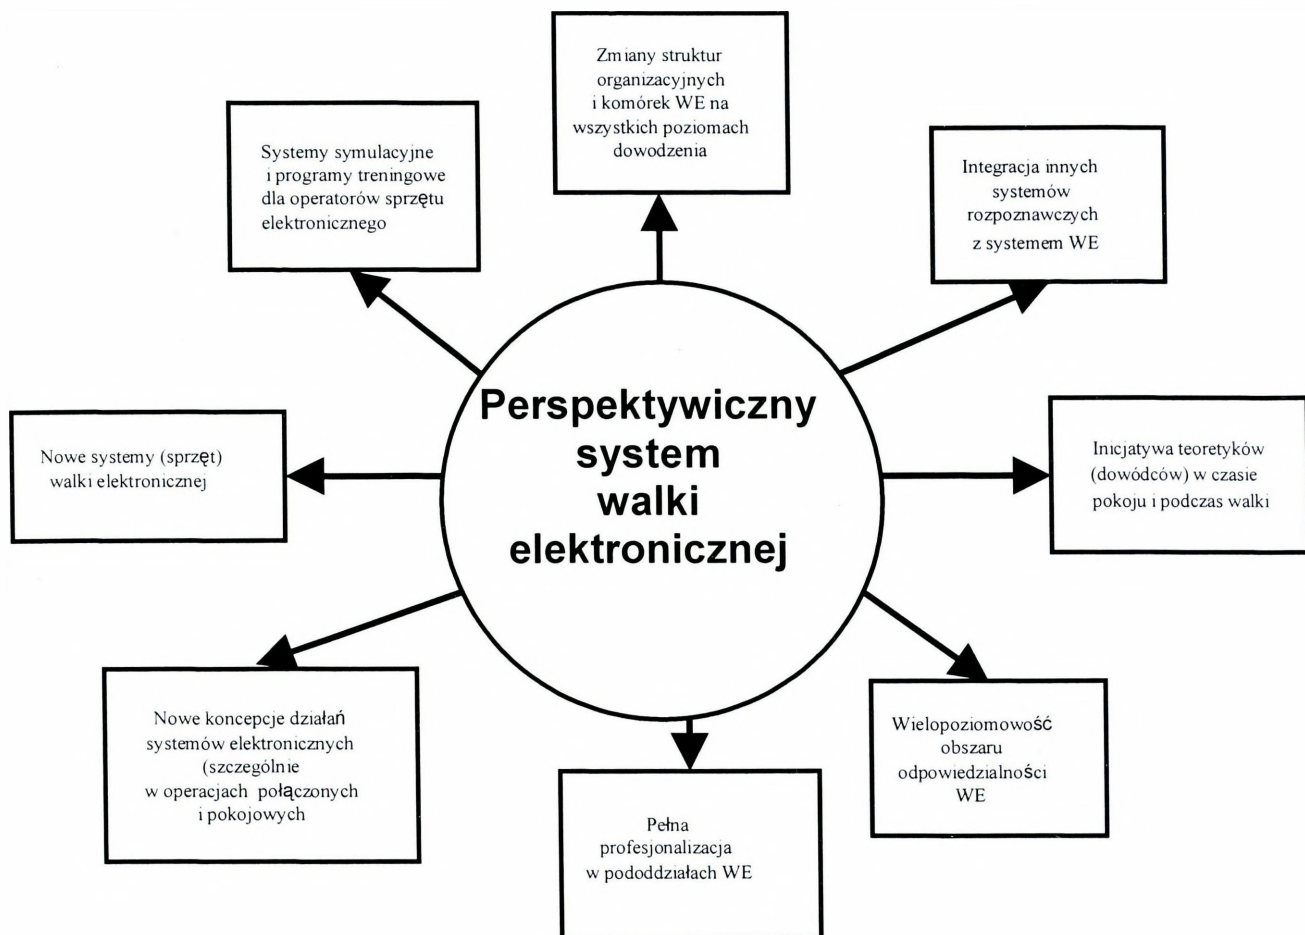 Zmiany struktur
organizacyjnych
i komórek WE na
wszystkich poziomach
dowodzenia
Systemy symulacyjne
i programy treningowe
dla operatorów sprzętu
elektronicznego
Integracja innych
systemów
rozpoznawczych
z systemem WE
Perspektywiczny
system
walki
elektronicznej
Nowe systemy (sprzęt)
walki elektronicznej
Inicjatywa teoretyków
(dowódców) w czasie
pokoju i podczas walki
Nowe koncepcje działań
systemów elektronicznych
(szczególnie
w operacjach połączonych
i pokojowych
Wielopoziomowość
obszaru
odpowiedzialności
WE
Pełna
profesjonalizacja
w pododdziałach WE